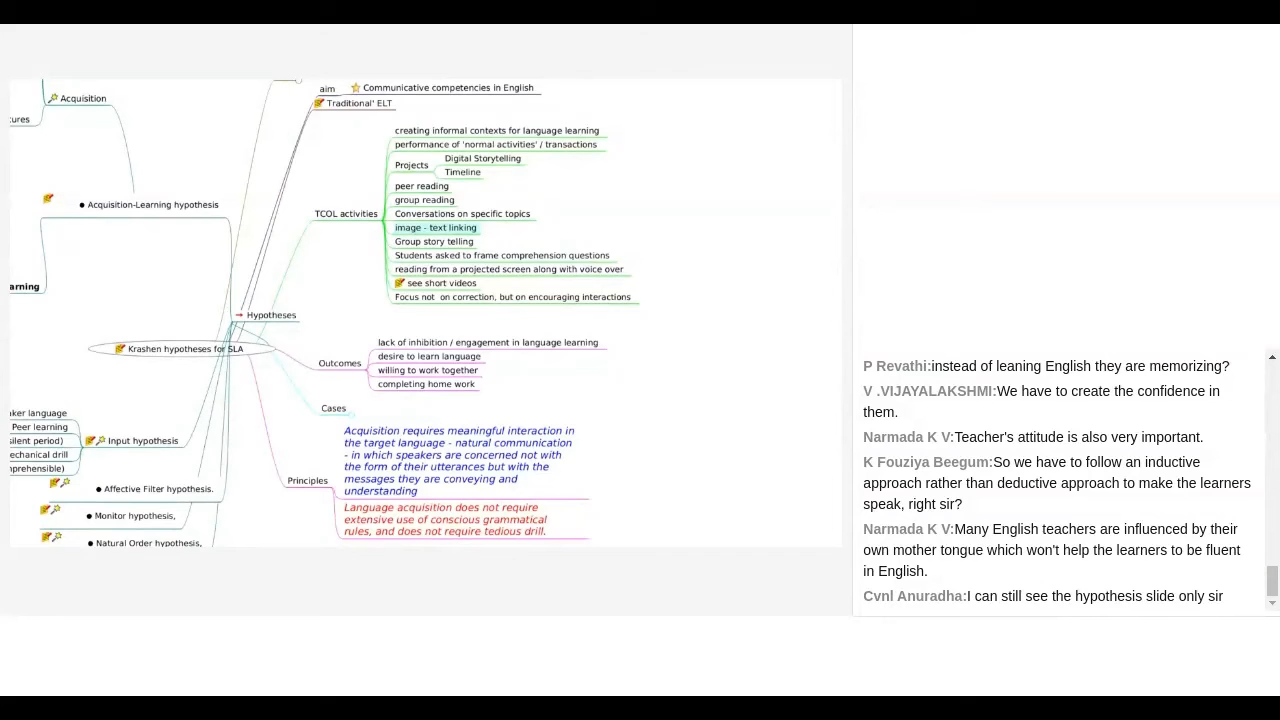 Acquisition
ures
Acquisition-Learning hypothesis
arning
Hypotheses
Krashen hypotheses for SLA
aker language
Peer learning
silent period)
echanical drill
nprehensible)
Input hypothesis
Affective Filter hypothesis.
Monitor hypothesis,
Natural Order hypothesis,
aim
Communicative competencies in English
Traditional' ELT
TCOL activities
creating informal contexts for language learning
performance of 'normal activities' / transactions
Projects
Digital Storytelling
Timeline
peer reading
group reading
Conversations on specific topics
image - text linking
Group story telling
Students asked to frame comprehension questions
reading from a projected screen along with voice over
see short videos
Focus not on correction, but on encouraging interactions
Outcomes
lack of inhibition / engagement in language learning
desire to learn language
willing to work together
completing home work
Cases
Principles
Acquisition requires meaningful interaction in
the target language - natural communication
- in which speakers are concerned not with
the form of their utterances but with the
messages they are conveying and
understanding
Language acquisition does not require
extensive use of conscious grammatical
rules, and does not require tedious drill.
P Revathi:instead of leaning English they are memorizing?
V .VIJAYALAKSHMI:We have to create the confidence in
them.
Narmada K V:Teacher's attitude is also very important.
K Fouziya Beegum:So we have to follow an inductive
approach rather than deductive approach to make the learners
speak, right sir?
Narmada K V:Many English teachers are influenced by their
own mother tongue which won't help the learners to be fluent
in English.
Cvnl Anuradha:I can still see the hypothesis slide only sir